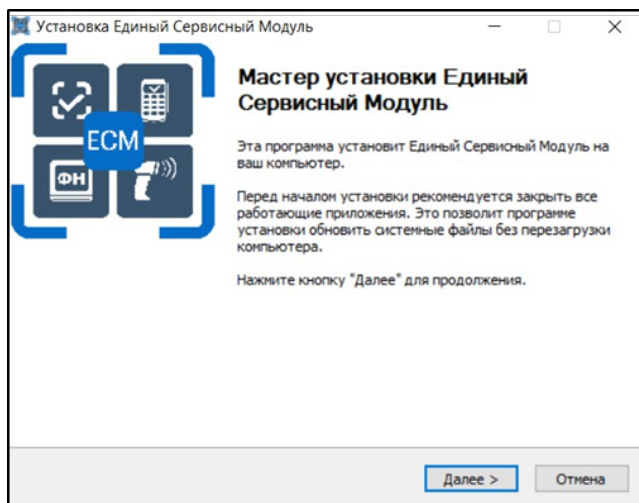 Установка Единый Сервисный Модуль
ЕСМ
ФН
Мастер установки Единый
Сервисный Модуль
Эта программа установит Единый Сервисный Модуль на
ваш компьютер.
Перед началом установки рекомендуется закрыть все
работающие приложения. Это позволит программе
установки обновить системные файлы без перезагрузки
компьютера.
Нажмите кнопку "Далее" для продолжения.
Далее >
Отмена